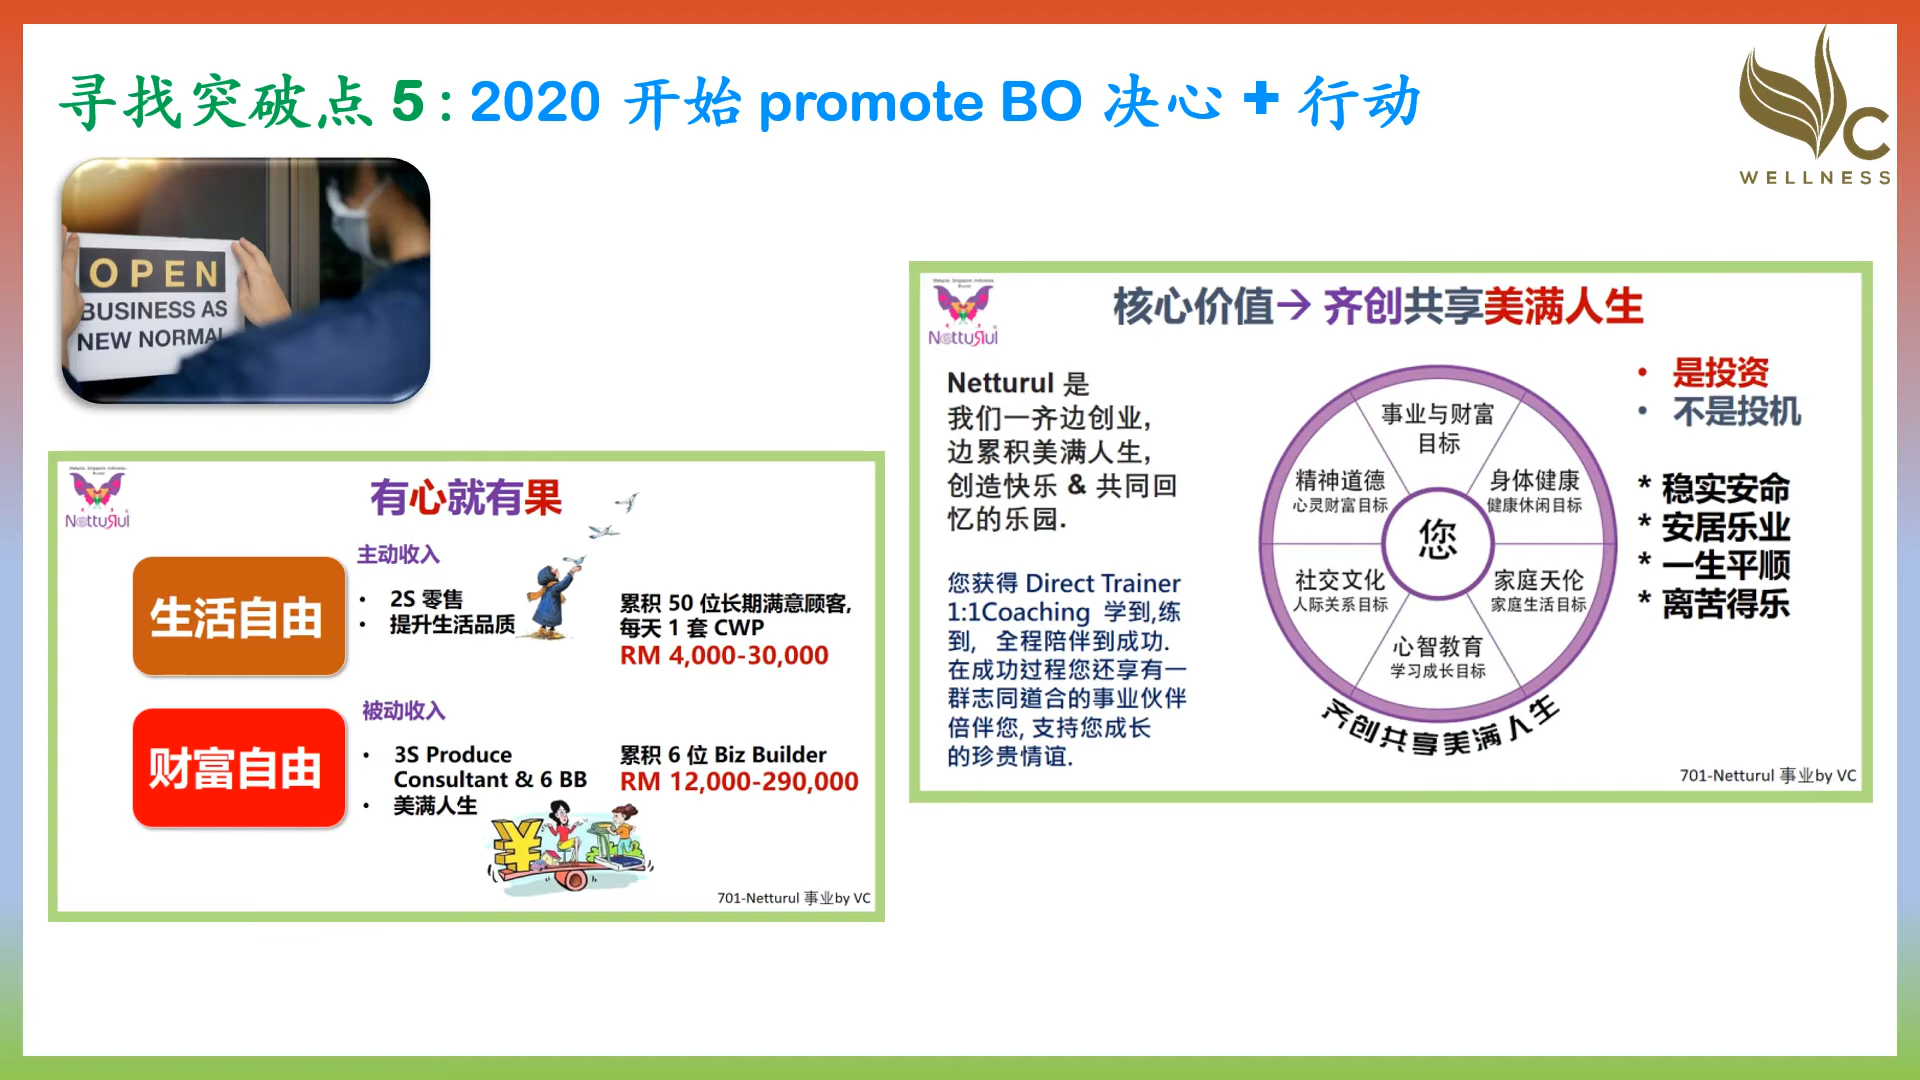 寻找突破点 5 : 2020 开始 promote BO 决心 + 行动
VC
WELLNESS
OPEN
BUSINESS AS
NEW NORMAL
Malaysia, Singapore, Indonesia,
Brunei
Netturul
有心就有果
生活自由
主动收入
• 2S 零售
• 提升生活品质
累积 50 位长期满意顾客,
每天 1 套 CWP
RM 4,000-30,000
财富自由
被动收入
• 3S Produce
Consultant & 6 BB
• 美满人生
累积 6 位 Biz Builder
RM 12,000-290,000
701-Netturul 事业by VC
Malaysia, Singapore, Indonesia,
Brunei
Netturul
核心价值→ 齐创共享美满人生
Netturul 是
我们一齐边创业,
边累积美满人生,
创造快乐 & 共同回
忆的乐园.
您获得 Direct Trainer
1:1Coaching 学到,练
到, 全程陪伴到成功.
在成功过程您还享有一
群志同道合的事业伙伴
倍伴您, 支持您成长
的珍贵情谊.
事业与财富
目标
精神道德
心灵财富目标
身体健康
健康休闲目标
您
社交文化
人际关系目标
家庭天伦
家庭生活目标
心智教育
学习成长目标
齐创共享美满人生
• 是投资
• 不是投机
* 稳实安命
* 安居乐业
* 一生平顺
* 离苦得乐
701-Netturul 事业by VC